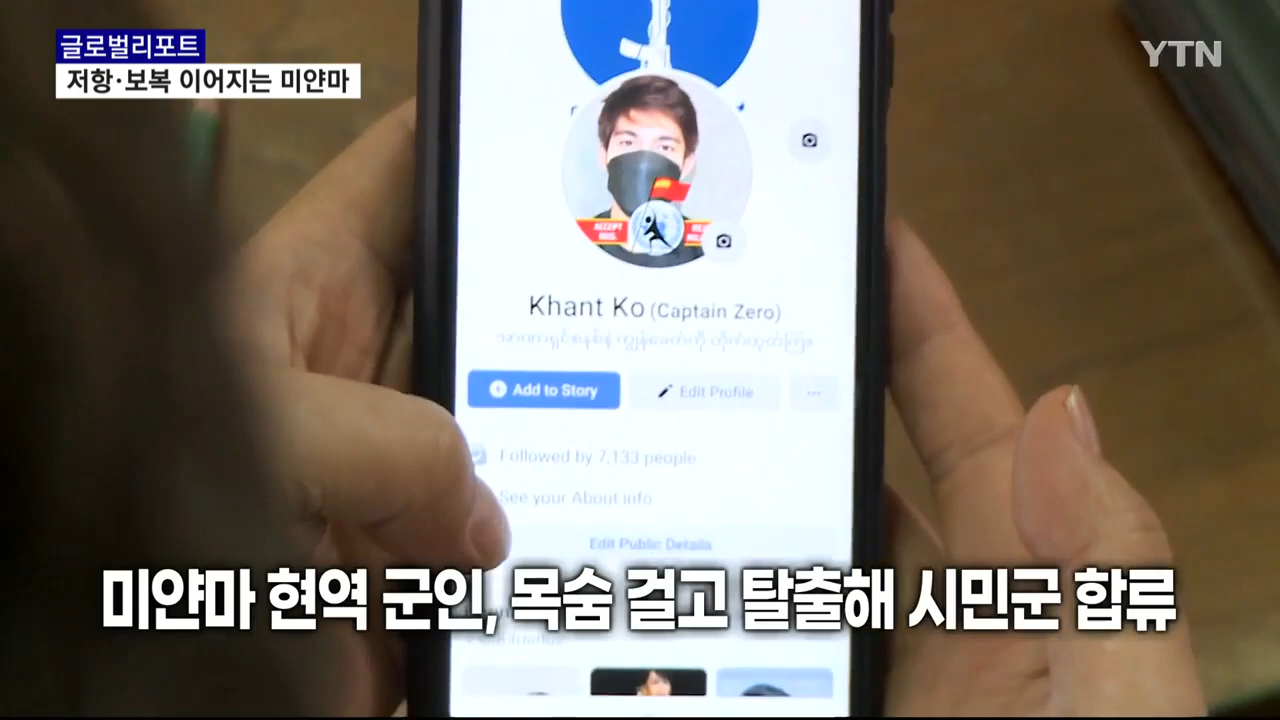 글로벌리포트
저항·보복 이어지는 미얀마
YTN
ACCEPT
Khant Ko (Captain Zero)
Add to Story
Edit Profile
Followed by 7,133 people
See your About info
Edit Public Details
미얀마 현역 군인, 목숨 걸고 탈출해 시민군 합류